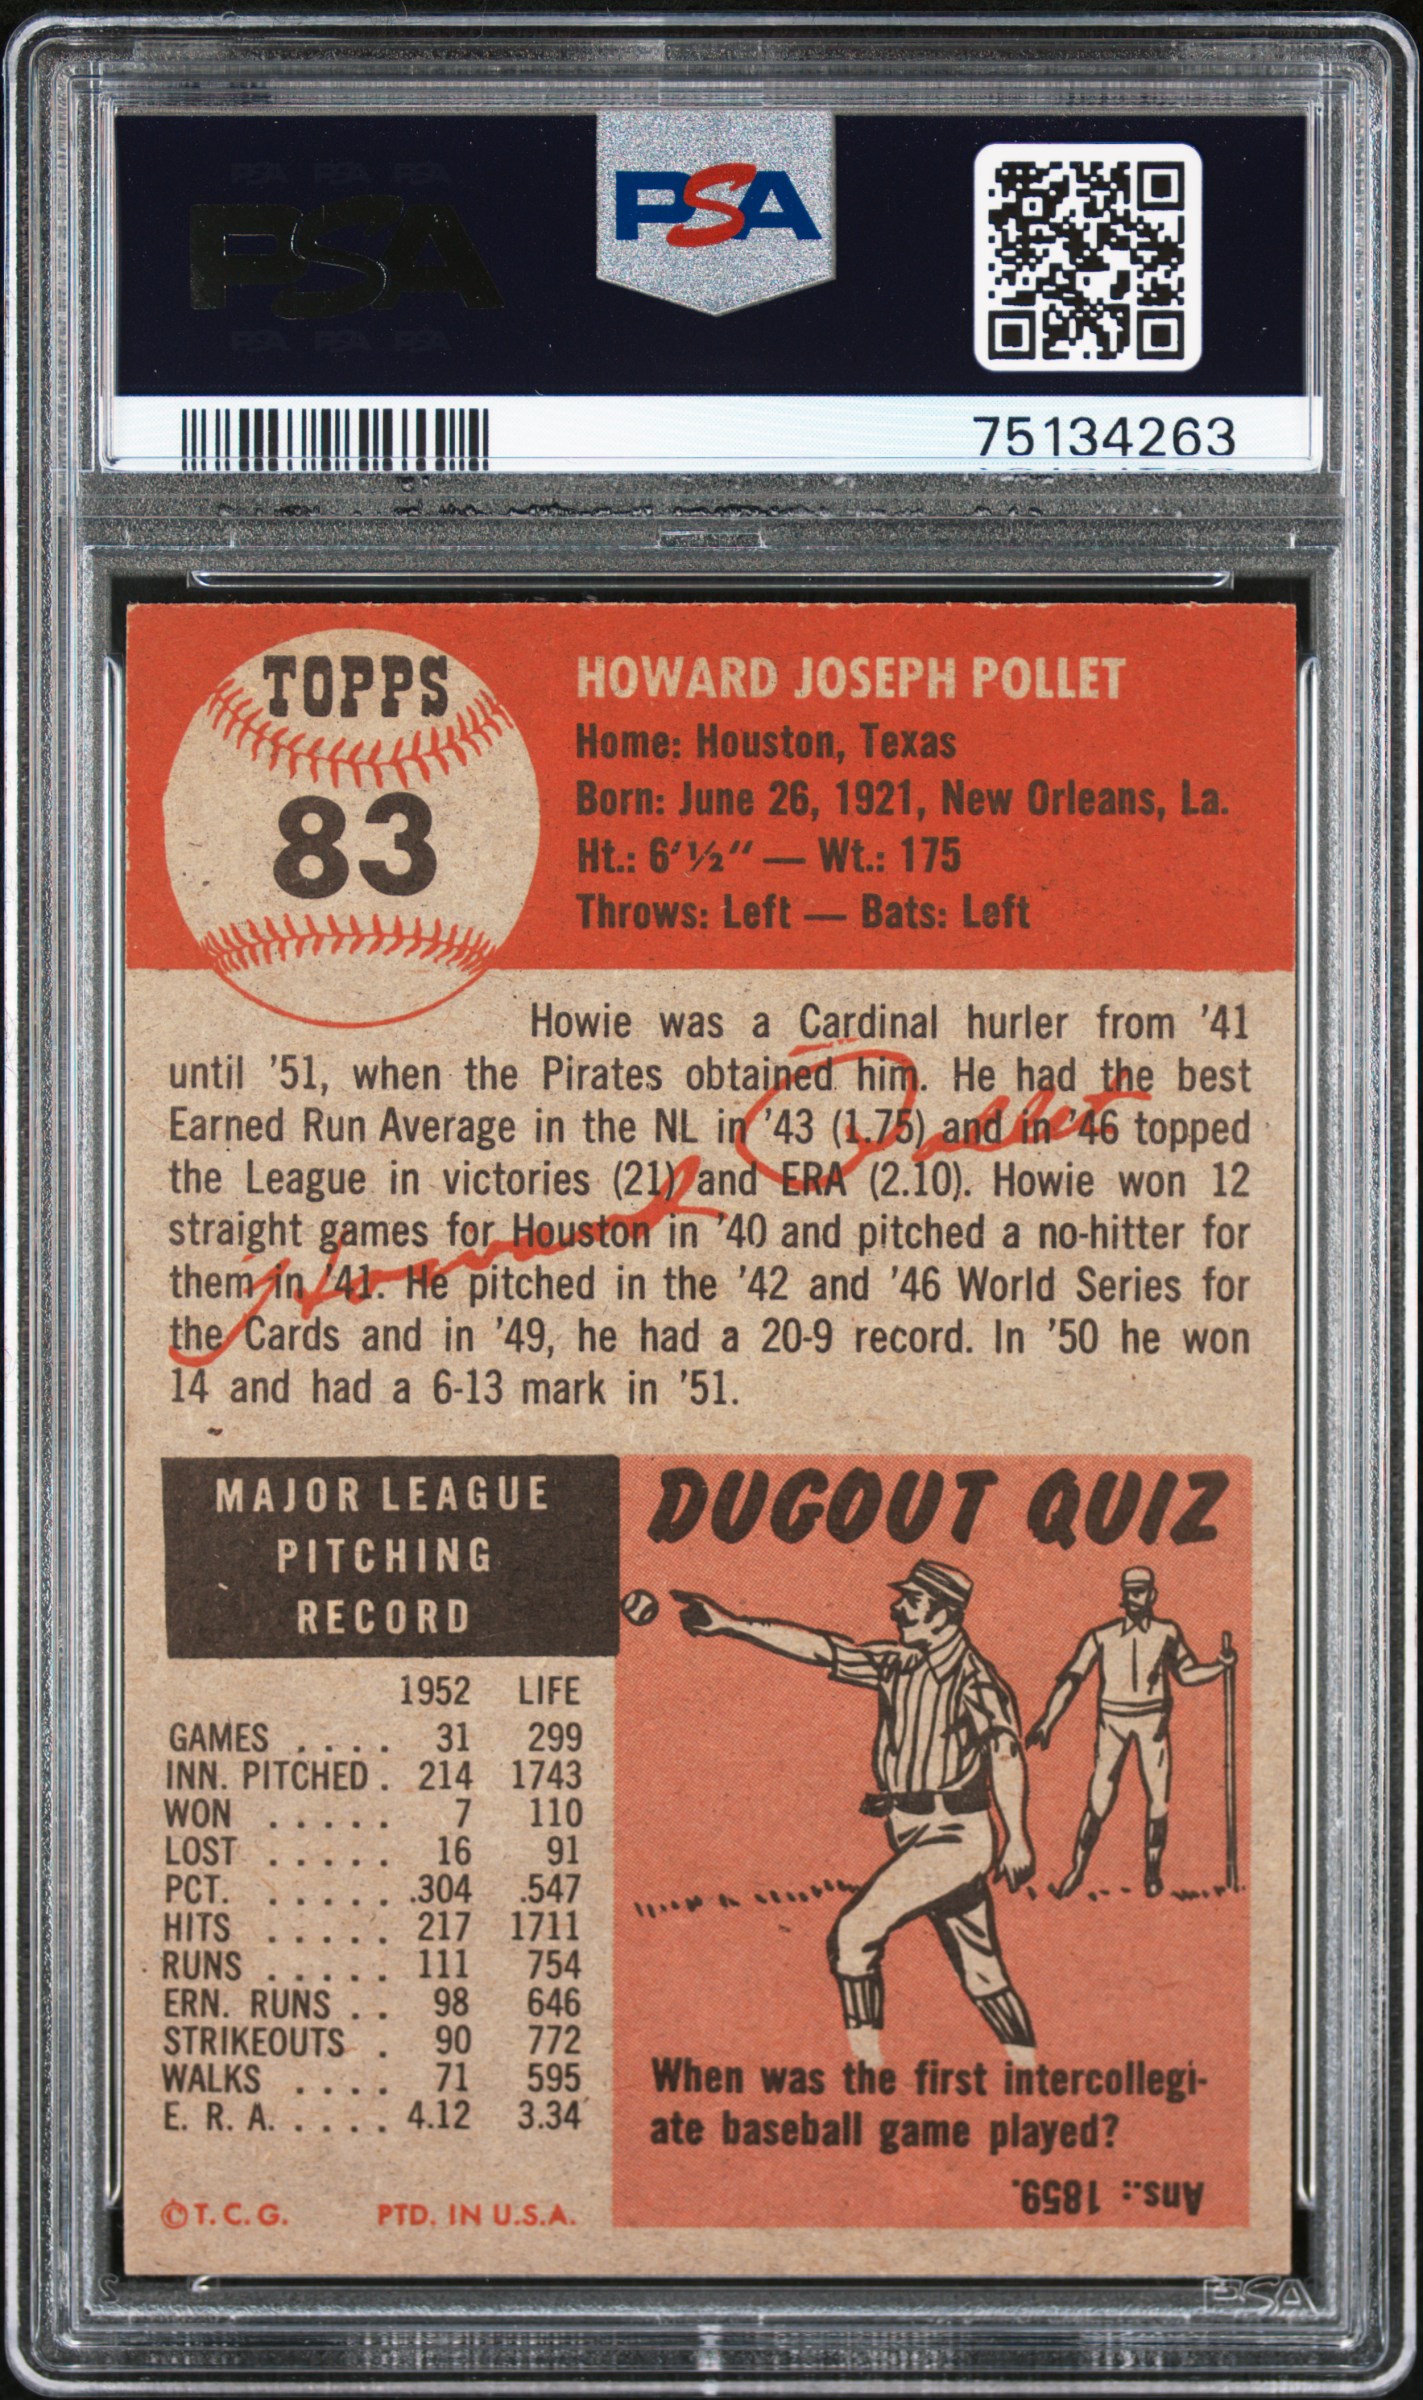 PSA PSA PSA
PSA
PSA PSA PSA
PSA
75134263
TOPPS
83
HOWARD JOSEPH POLLET
Home: Houston, Texas
Born: June 26, 1921, New Orleans, La.
Ht.: 6'½" — Wt.: 175
Throws: Left — Bats: Left
Howie was a Cardinal hurler from '41
until '51, when the Pirates obtained him. He had the best
Earned Run Average in the NL in '43 (1.75) and in '46 topped
the League in victories (21) and ERA (2.10). Howie won 12
straight games for Houston in '40 and pitched a no-hitter for
them in '41. He pitched in the '42 and '46 World Series for
the Cards and in '49, he had a 20-9 record. In '50 he won
14 and had a 6-13 mark in '51.
Howard Pollet
MAJOR LEAGUE
PITCHING
RECORD
1952 LIFE
GAMES .... 31 299
INN. PITCHED . 214 1743
WON ..... 7 110
LOST ..... 16 91
PCT. ...... .304 .547
HITS ..... 217 1711
RUNS ..... 111 754
ERN. RUNS .. 98 646
STRIKEOUTS . 90 772
WALKS .... 71 595
E. R. A. .... 4.12 3.34
© T. C. G. PTD. IN U.S.A.
DUGOUT QUIZ
When was the first intercollegi-
ate baseball game played?
Ans.: 1859.
PSA